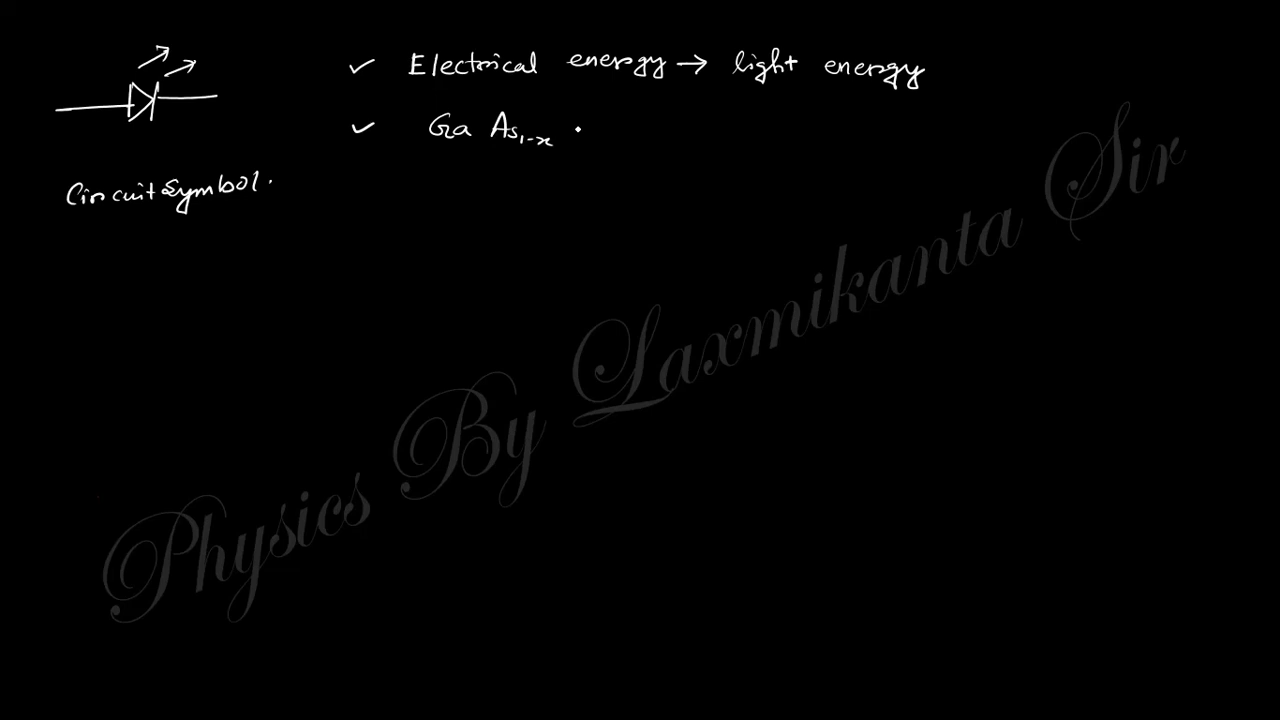 Electrical energy → light energy
Ga As1-x
Circuit Symbol.
Physics By Laxmikanta Sir